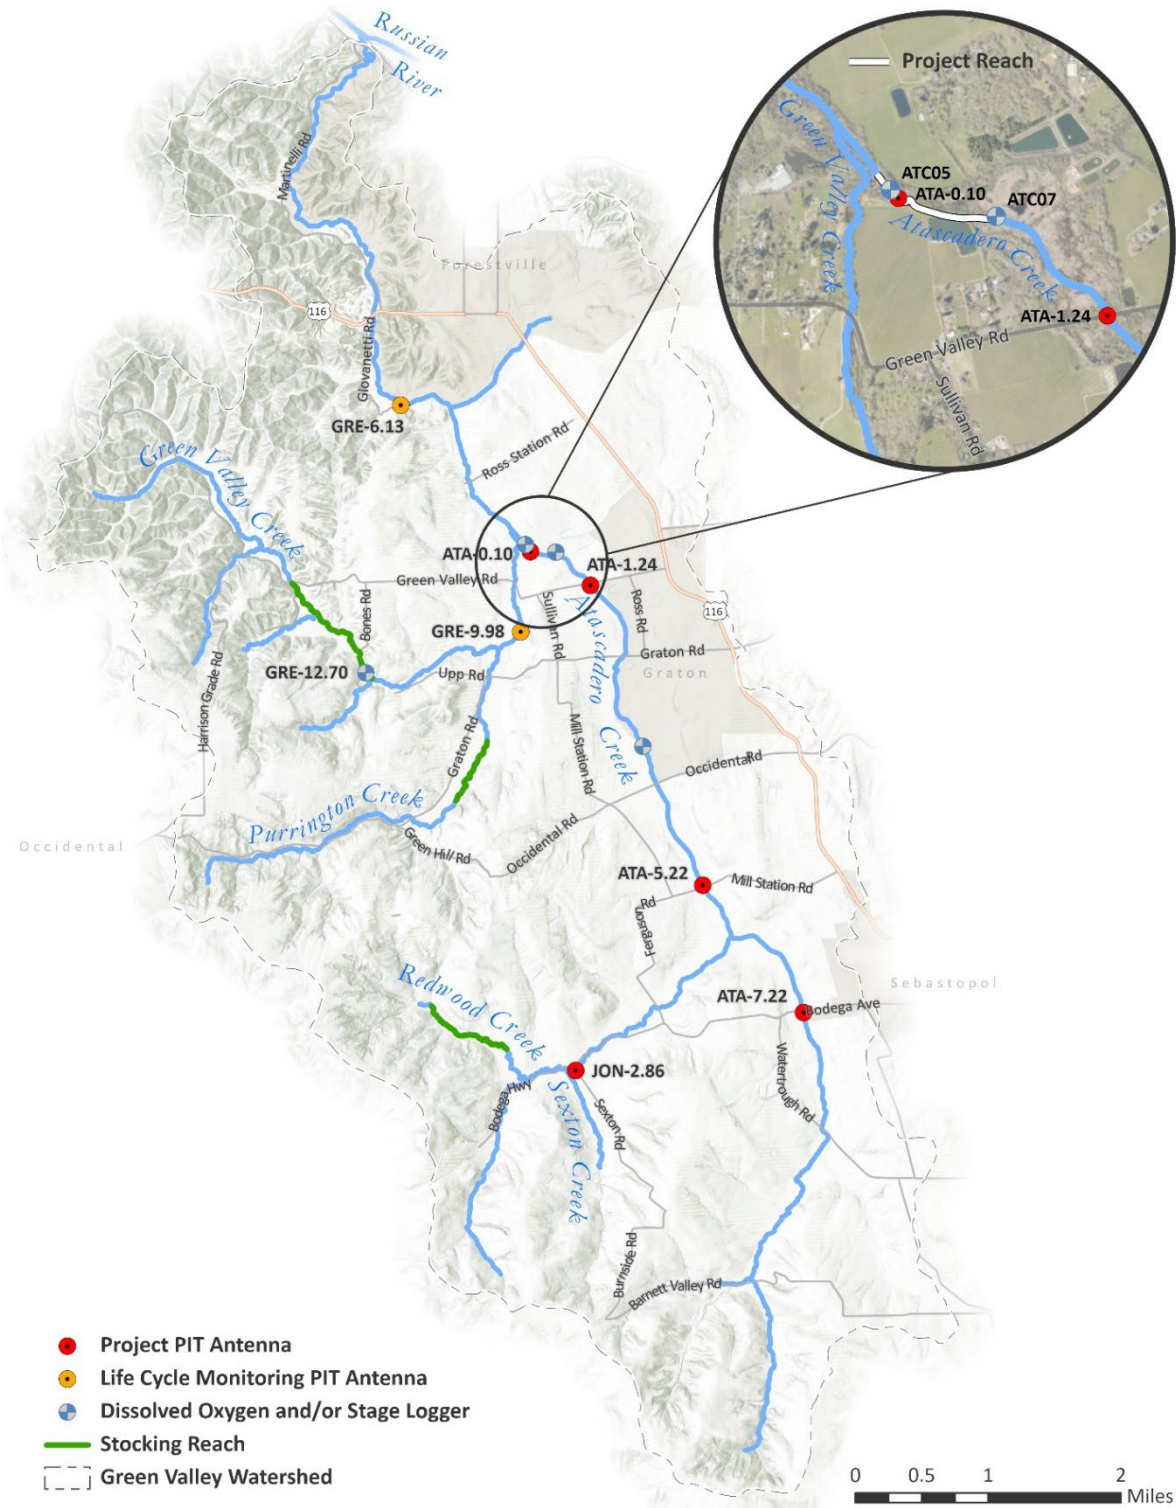 Russian
River
Project Reach
Green Valley Creek
ATC05
ATA-0.10
ATC07
Atascadero Creek
ATA-1.24
Green Valley Rd
Sullivan Rd
Martinelli Rd
Forestville
116
Giovanetti Rd
GRE-6.13
Ross Station Rd
Green Valley Creek
ATA-0.10
ATA-1.24
Green Valley Rd
Bones Rd
Sullivan Rd
Ross Rd
116
GRE-9.98
Graton Rd
Graton
GRE-12.70
Upp Rd
Harrison Grade Rd
Atascadero Creek
Graton Rd
Mill Station Rd
Occidental Rd
Purrington Creek
Occidental
Green Hill Rd
Occidental Rd
ATA-5.22
Mill Station Rd
Ferguson Rd
Redwood Creek
Sebastopol
ATA-7.22
Bodega Ave
JON-2.86
Watertrough Rd
Bodega Hwy
Sexton Creek
Sexton Rd
Burnside Rd
Barnett Valley Rd
Project PIT Antenna
Life Cycle Monitoring PIT Antenna
Dissolved Oxygen and/or Stage Logger
Stocking Reach
Green Valley Watershed
0 0.5 1 2
Miles